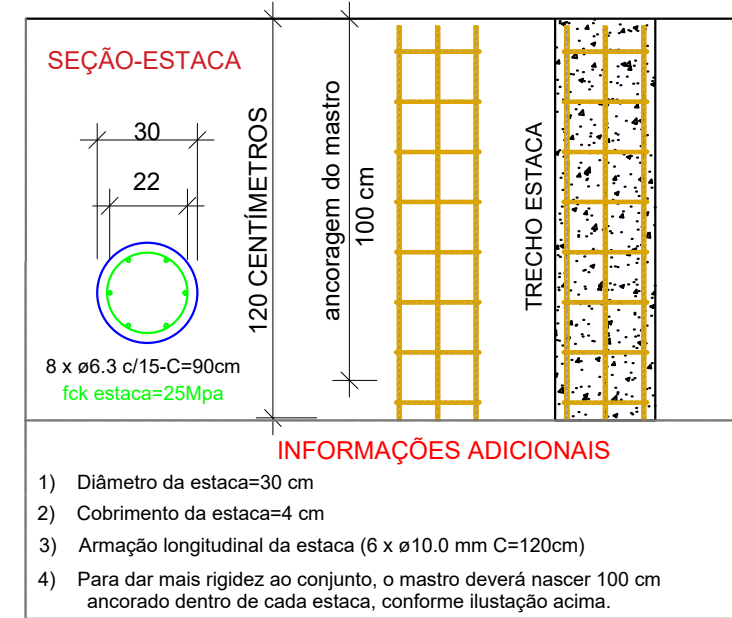 SEÇÃO-ESTACA
30
22
8 x ø6.3 c/15-C=90cm
fck estaca=25Mpa
120 CENTÍMETROS
ancoragem do mastro
100 cm
TRECHO ESTACA
INFORMAÇÕES ADICIONAIS
1) Diâmetro da estaca=30 cm
2) Cobrimento da estaca=4 cm
3) Armação longitudinal da estaca (6 x ø10.0 mm C=120cm)
4) Para dar mais rigidez ao conjunto, o mastro deverá nascer 100 cm
ancorado dentro de cada estaca, conforme ilustação acima.